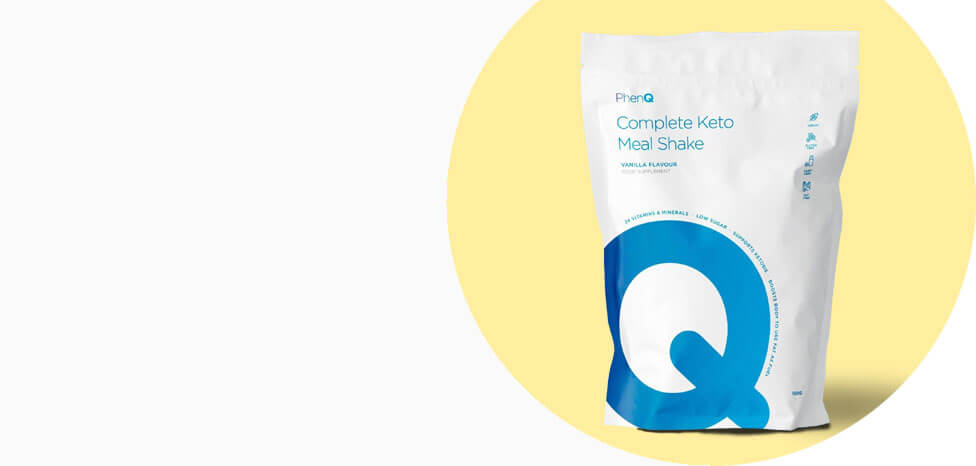 PhenQ
Complete Keto
Meal Shake
VANILLA FLAVOUR
FOOD SUPPLEMENT
24 VITAMINS & MINERALS · LOW SUGAR · SUPPORTS KETOSIS · BOOSTS BODY TO USE FAT AS FUEL